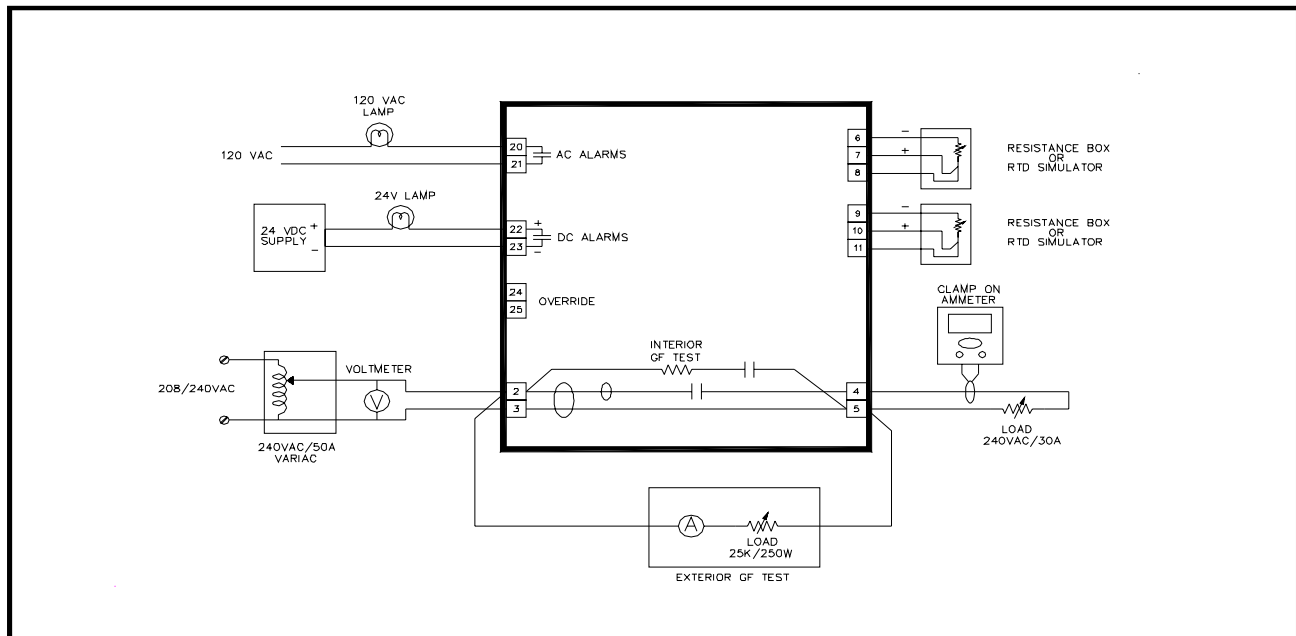 120 VAC
LAMP
120 VAC
20
21
AC ALARMS
24V LAMP
24 VDC
SUPPLY
+
-
22
23
+
-
DC ALARMS
24
25
OVERRIDE
208/240VAC
240VAC/50A
VARIAC
VOLTMETER
V
2
3
INTERIOR
GF TEST
4
5
6
7
8
-
+
RESISTANCE BOX
OR
RTD SIMULATOR
9
10
11
-
+
RESISTANCE BOX
OR
RTD SIMULATOR
CLAMP ON
AMMETER
LOAD
240VAC/30A
A
LOAD
25K/250W
EXTERIOR GF TEST